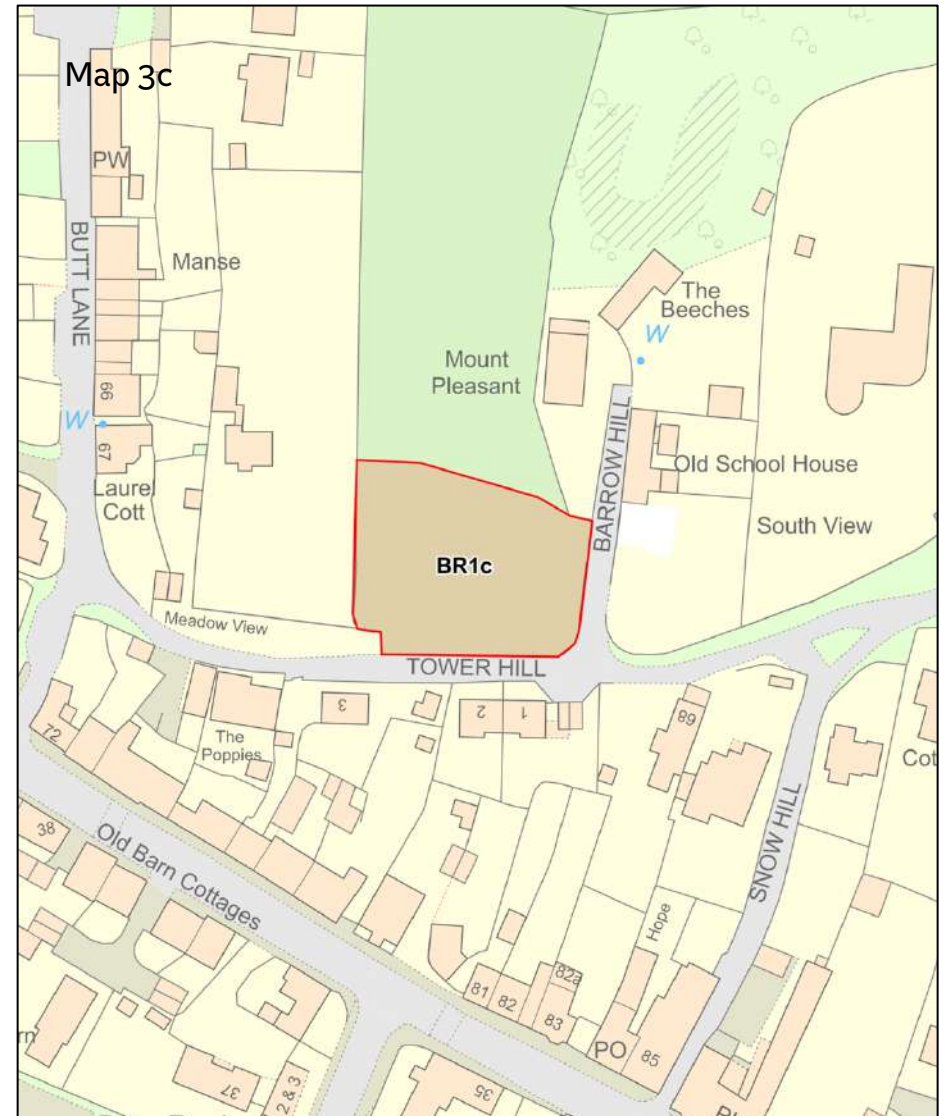 Map 3c
PW
BUTT LANE
Manse
The
Beeches
W
Mount
Pleasant
66
W
67
BARROW HILL
Old School House
Laurel
Cott
South View
BR1c
Meadow View
TOWER HILL
3
2
1
68
72
The
Poppies
Cot
38
Old Barn Cottages
SNOW HILL
Hope
81
82
82a
83
PO
85
37
2 & 3
35